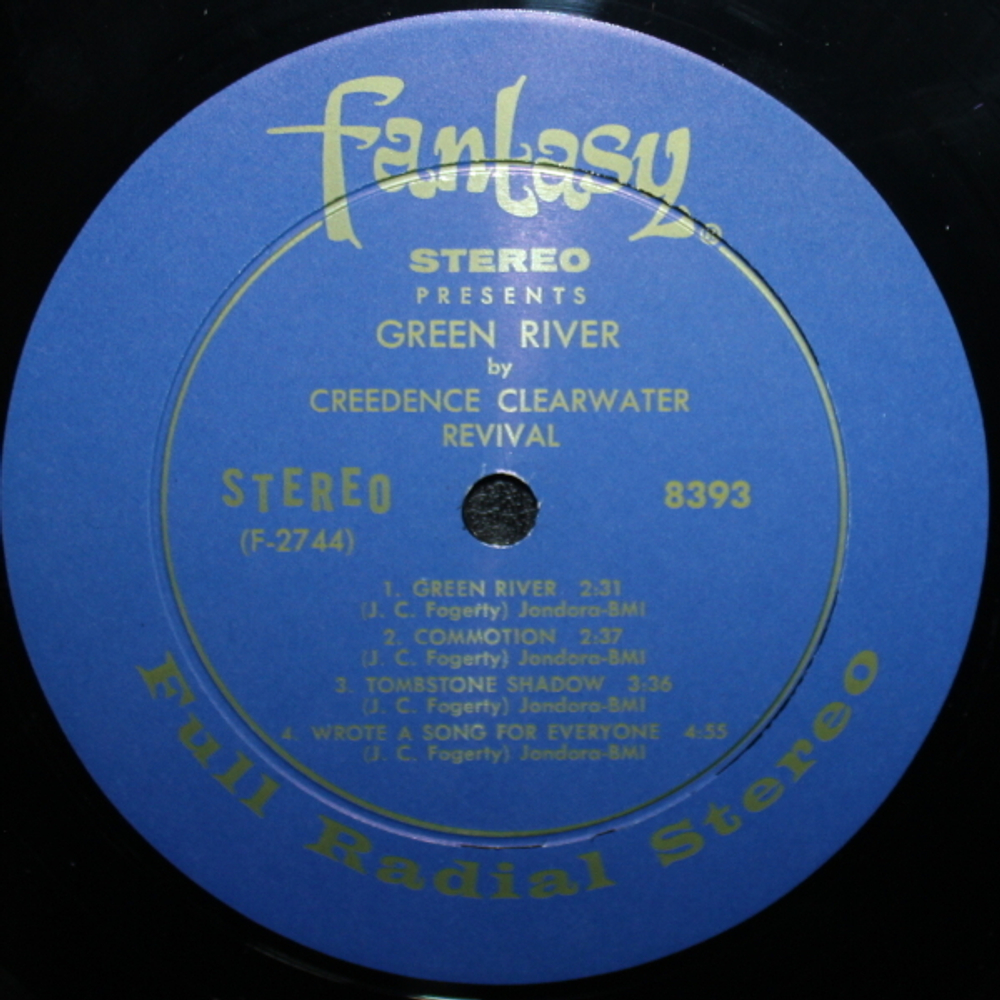 Fantasy®
STEREO
PRESENTS
GREEN RIVER
by
CREEDENCE CLEARWATER
REVIVAL
STEREO
(F-2744)
8393
1. GREEN RIVER 2:31
(J. C. Fogerty) Jondora-BMI
2. COMMOTION 2:37
(J. C. Fogerty) Jondora-BMI
3. TOMBSTONE SHADOW 3:36
(J. C. Fogerty) Jondora-BMI
4. WROTE A SONG FOR EVERYONE 4:55
(J. C. Fogerty) Jondora-BMI
Full Radial Stereo